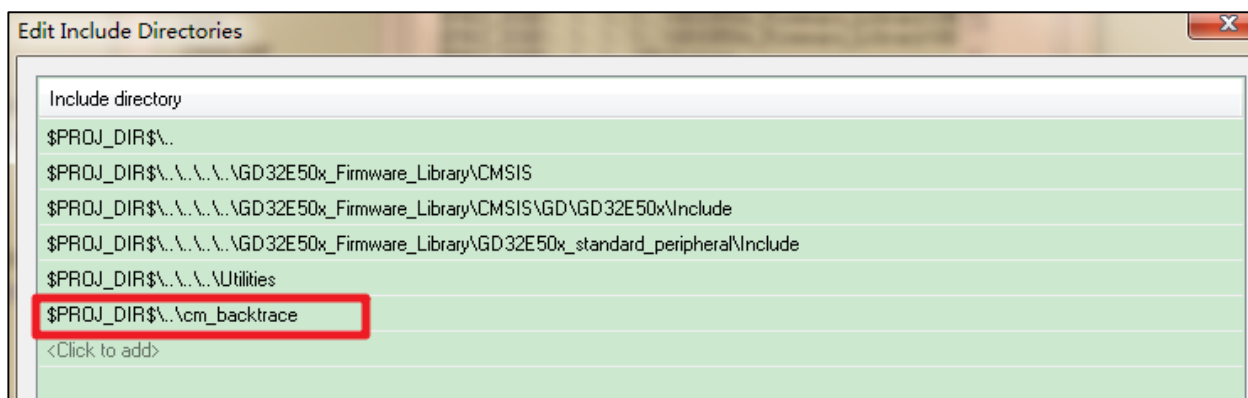 Edit Include Directories
Include directory
$PROJ_DIR$\..
$PROJ_DIR$\..\..\..\..\GD32E50x_Firmware_Library\CMSIS
$PROJ_DIR$\..\..\..\..\GD32E50x_Firmware_Library\CMSIS\GD\GD32E50x\Include
$PROJ_DIR$\..\..\..\..\GD32E50x_Firmware_Library\GD32E50x_standard_peripheral\Include
$PROJ_DIR$\..\..\..\Utilities
$PROJ_DIR$\..\cm_backtrace
<Click to add>